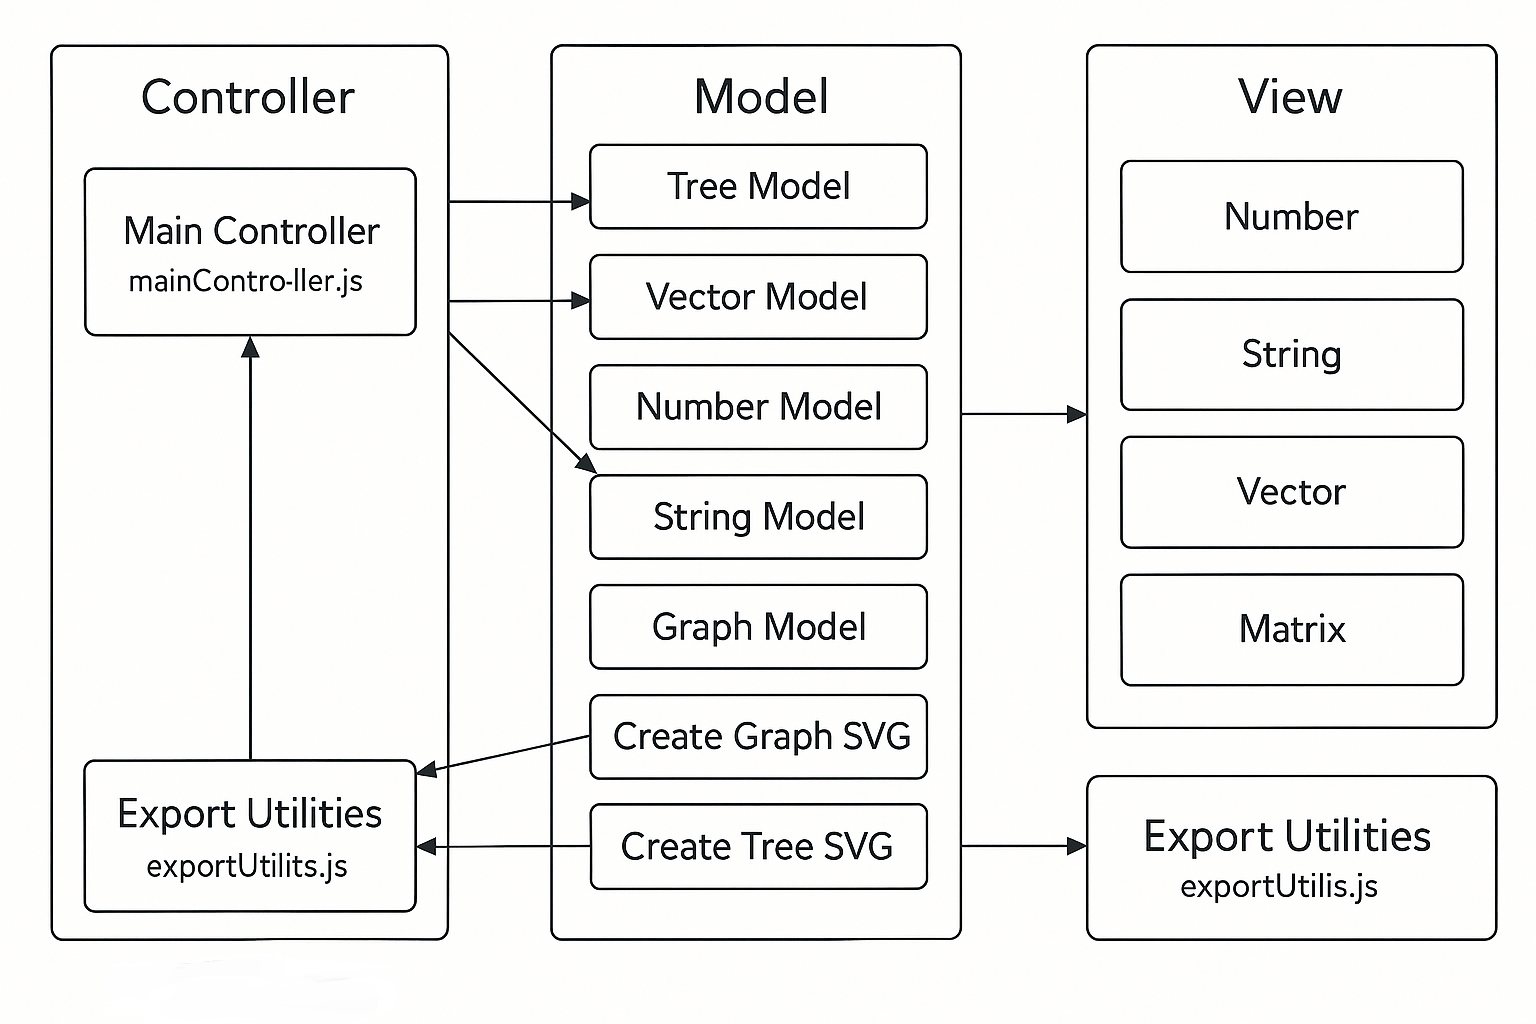 Controller
Main Controller
mainContro-ller.js
Export Utilities
exportUtilits.js
Model
Tree Model
Vector Model
Number Model
String Model
Graph Model
Create Graph SVG
Create Tree SVG
View
Number
String
Vector
Matrix
Export Utilities
exportUtilis.js